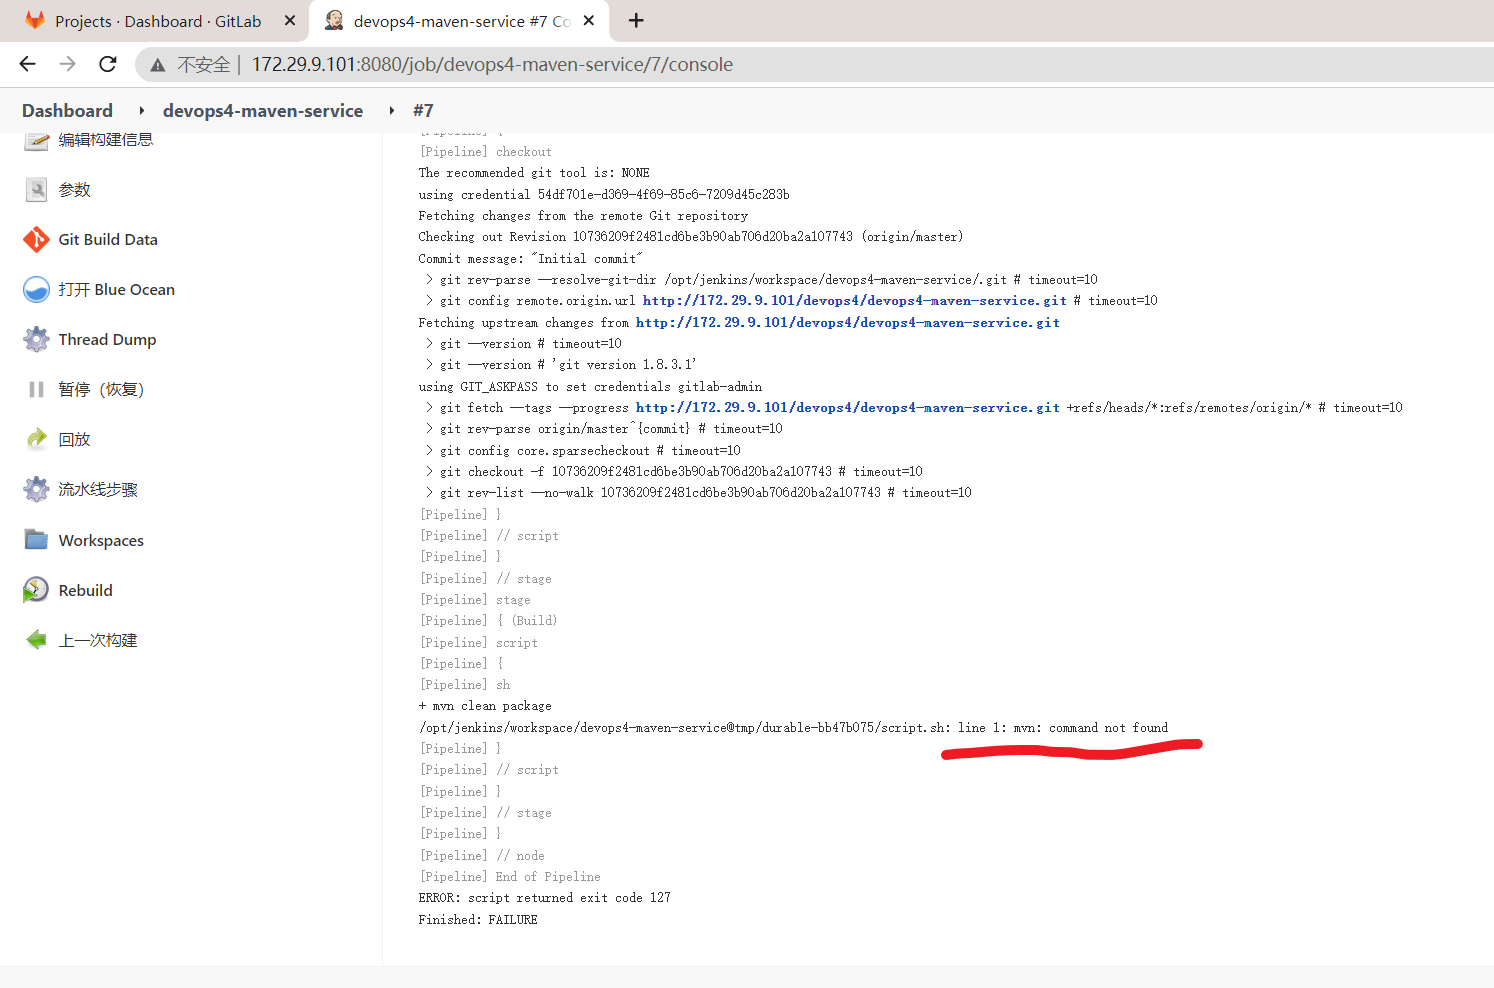 Projects · Dashboard · GitLab
devops4-maven-service #7 Co
不安全 | 172.29.9.101:8080/job/devops4-maven-service/7/console
Dashboard
devops4-maven-service
#7
编辑构建信息
参数
Git Build Data
打开 Blue Ocean
Thread Dump
暂停（恢复）
回放
流水线步骤
Workspaces
Rebuild
上一次构建
[Pipeline] {
[Pipeline] checkout
The recommended git tool is: NONE
using credential 54df701e-d369-4f69-85c6-7209d45c283b
Fetching changes from the remote Git repository
Checking out Revision 10736209f2481cd6be3b90ab706d20ba2a107743 (origin/master)
Commit message: "Initial commit"
> git rev-parse --resolve-git-dir /opt/jenkins/workspace/devops4-maven-service/.git # timeout=10
> git config remote.origin.url http://172.29.9.101/devops4/devops4-maven-service.git # timeout=10
Fetching upstream changes from http://172.29.9.101/devops4/devops4-maven-service.git
> git --version # timeout=10
> git --version # 'git version 1.8.3.1'
using GIT_ASKPASS to set credentials gitlab-admin
> git fetch --tags --progress http://172.29.9.101/devops4/devops4-maven-service.git +refs/heads/*:refs/remotes/origin/* # timeout=10
> git rev-parse origin/master^{commit} # timeout=10
> git config core.sparsecheckout # timeout=10
> git checkout -f 10736209f2481cd6be3b90ab706d20ba2a107743 # timeout=10
> git rev-list --no-walk 10736209f2481cd6be3b90ab706d20ba2a107743 # timeout=10
[Pipeline] }
[Pipeline] // script
[Pipeline] }
[Pipeline] // stage
[Pipeline] stage
[Pipeline] { (Build)
[Pipeline] script
[Pipeline] {
[Pipeline] sh
+ mvn clean package
/opt/jenkins/workspace/devops4-maven-service@tmp/durable-bb47b075/script.sh: line 1: mvn: command not found
[Pipeline] }
[Pipeline] // script
[Pipeline] }
[Pipeline] // stage
[Pipeline] }
[Pipeline] // node
[Pipeline] End of Pipeline
ERROR: script returned exit code 127
Finished: FAILURE